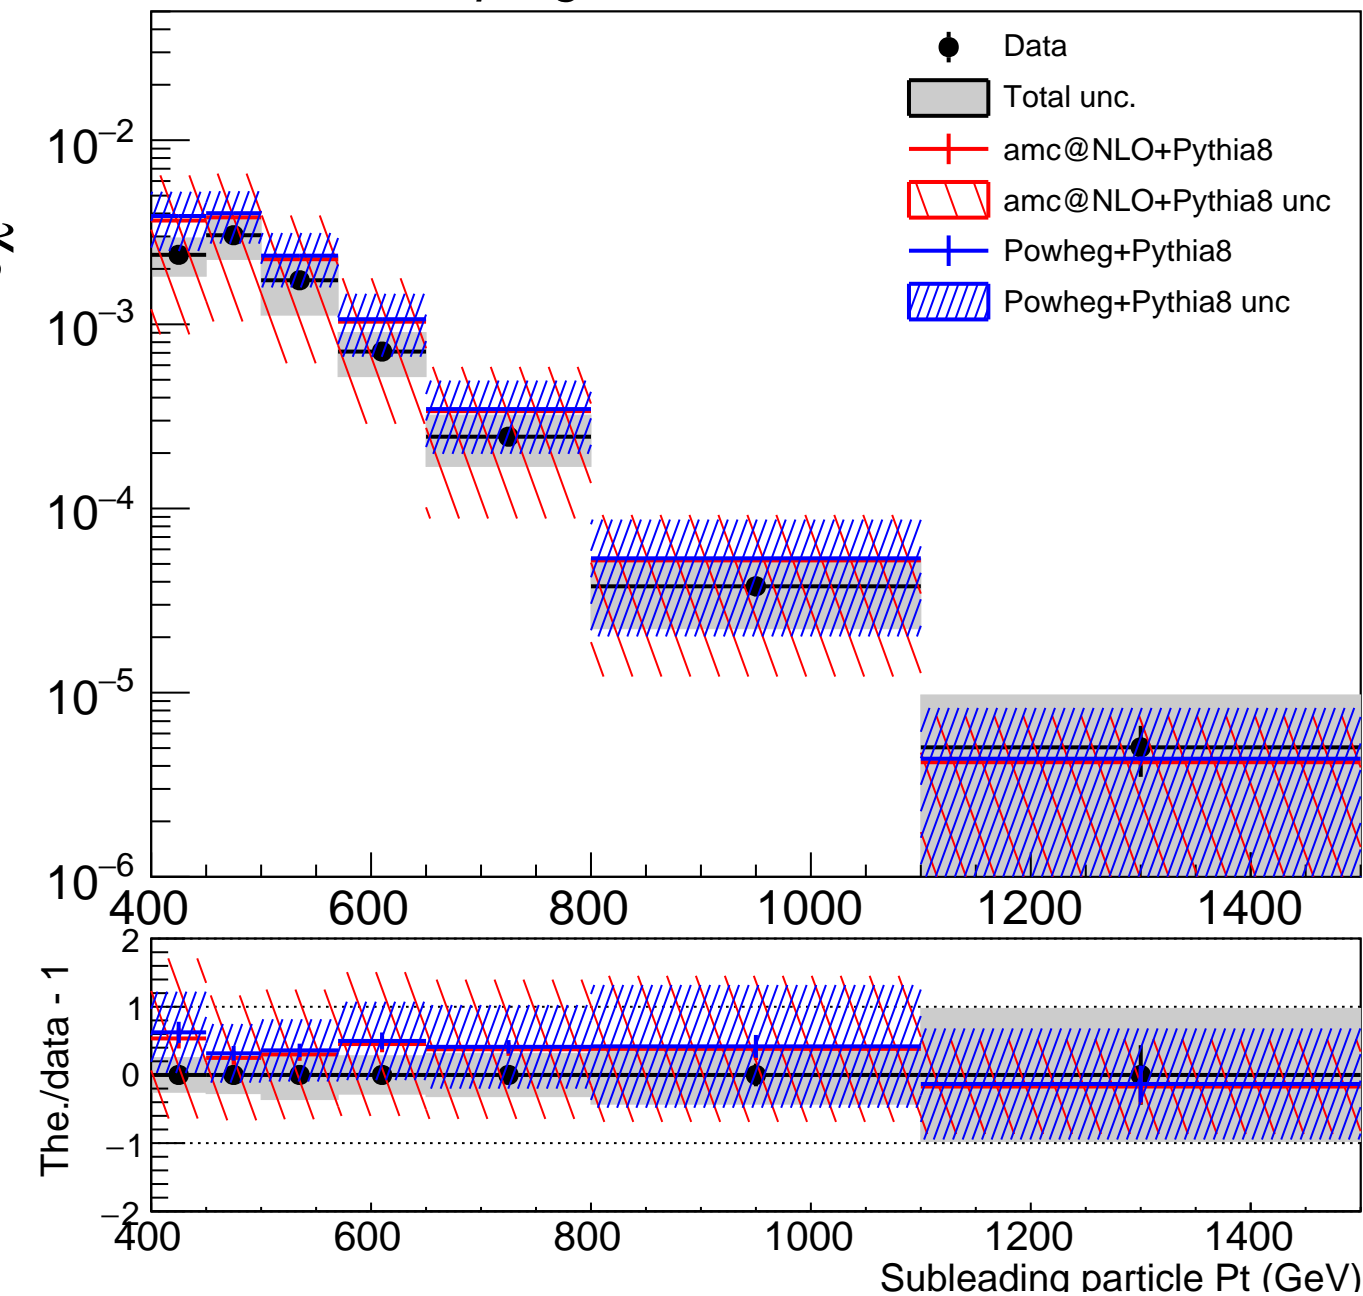 Data
Total unc.
amc@NLO+Pythia8
amc@NLO+Pythia8 unc
Powheg+Pythia8
Powheg+Pythia8 unc
10−2
10−3
10−4
10−5
10−6
400 600 800 1000 1200 1400
2
1
0
−1
−2
The./data - 1
400 600 800 1000 1200 1400
Subleading particle Pt (GeV)